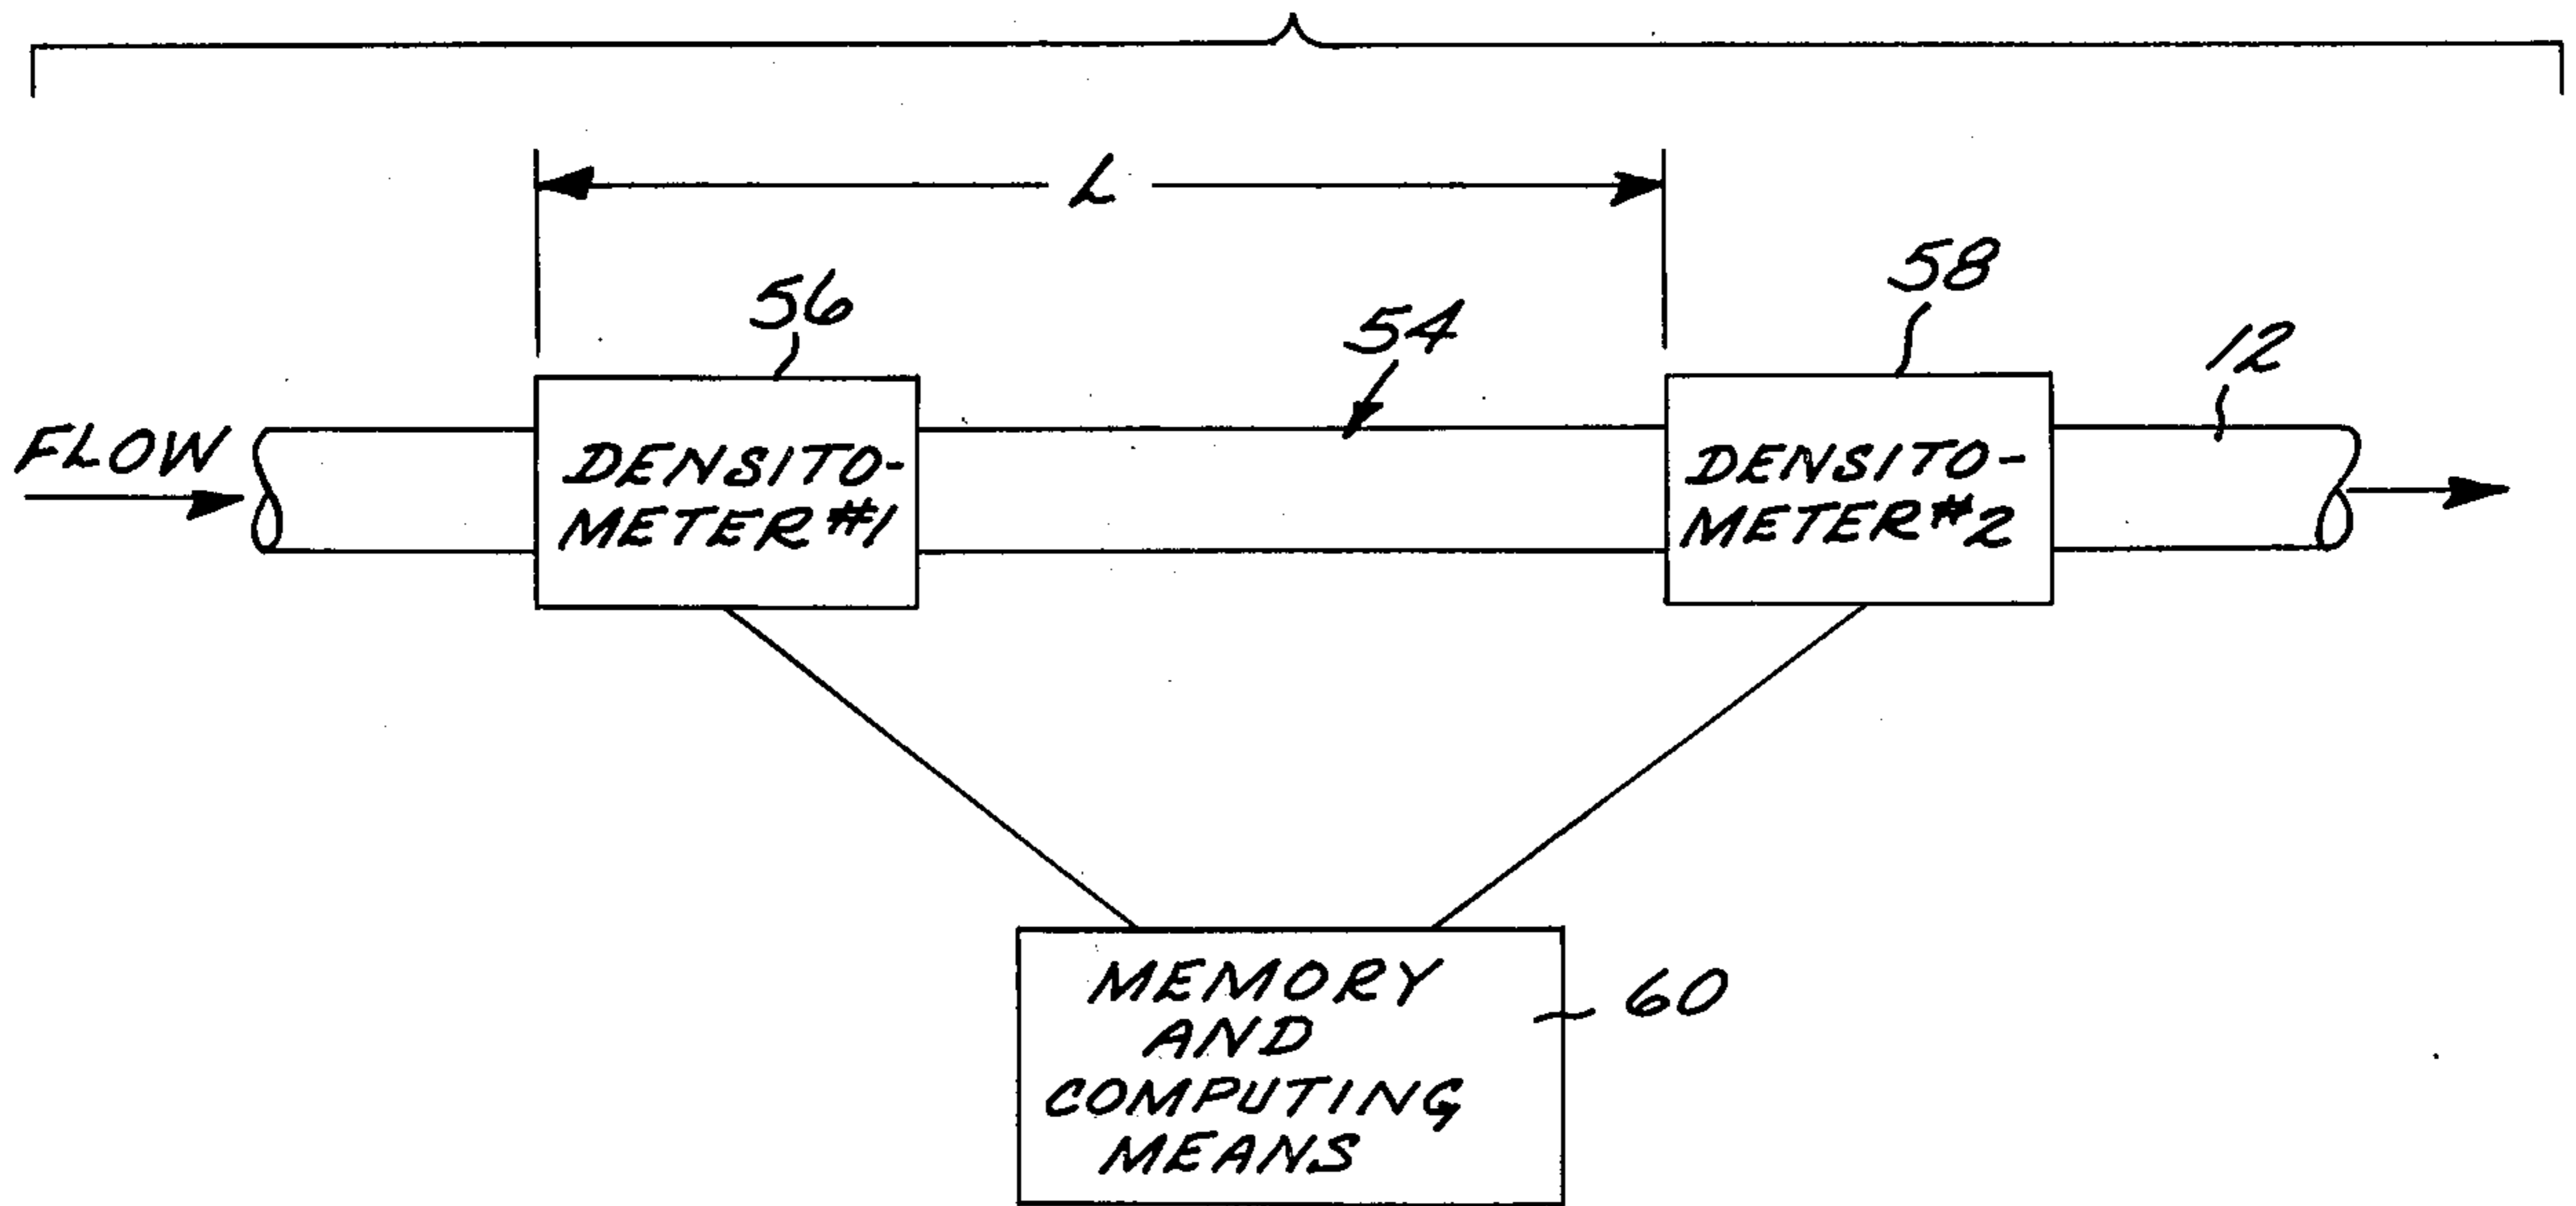 L
56
54
58
12
FLOW
DENSITO-
METER #1
DENSITO-
METER #2
MEMORY
AND
COMPUTING
MEANS
60